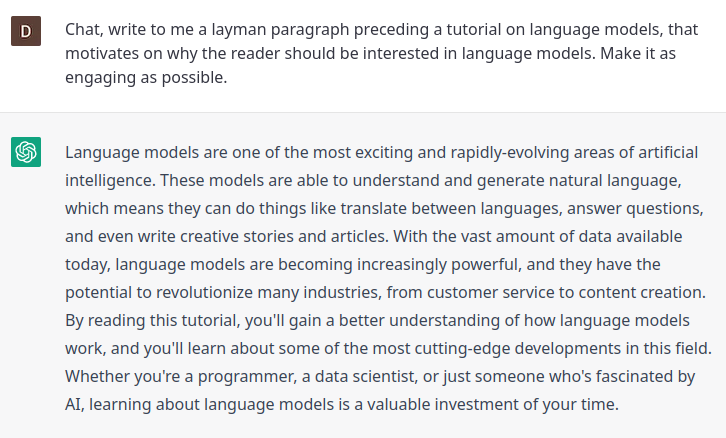 D
Chat, write to me a layman paragraph preceding a tutorial on language models, that
motivates on why the reader should be interested in language models. Make it as
engaging as possible.
Language models are one of the most exciting and rapidly-evolving areas of artificial
intelligence. These models are able to understand and generate natural language,
which means they can do things like translate between languages, answer questions,
and even write creative stories and articles. With the vast amount of data available
today, language models are becoming increasingly powerful, and they have the
potential to revolutionize many industries, from customer service to content creation.
By reading this tutorial, you'll gain a better understanding of how language models
work, and you'll learn about some of the most cutting-edge developments in this field.
Whether you're a programmer, a data scientist, or just someone who's fascinated by
AI, learning about language models is a valuable investment of your time.